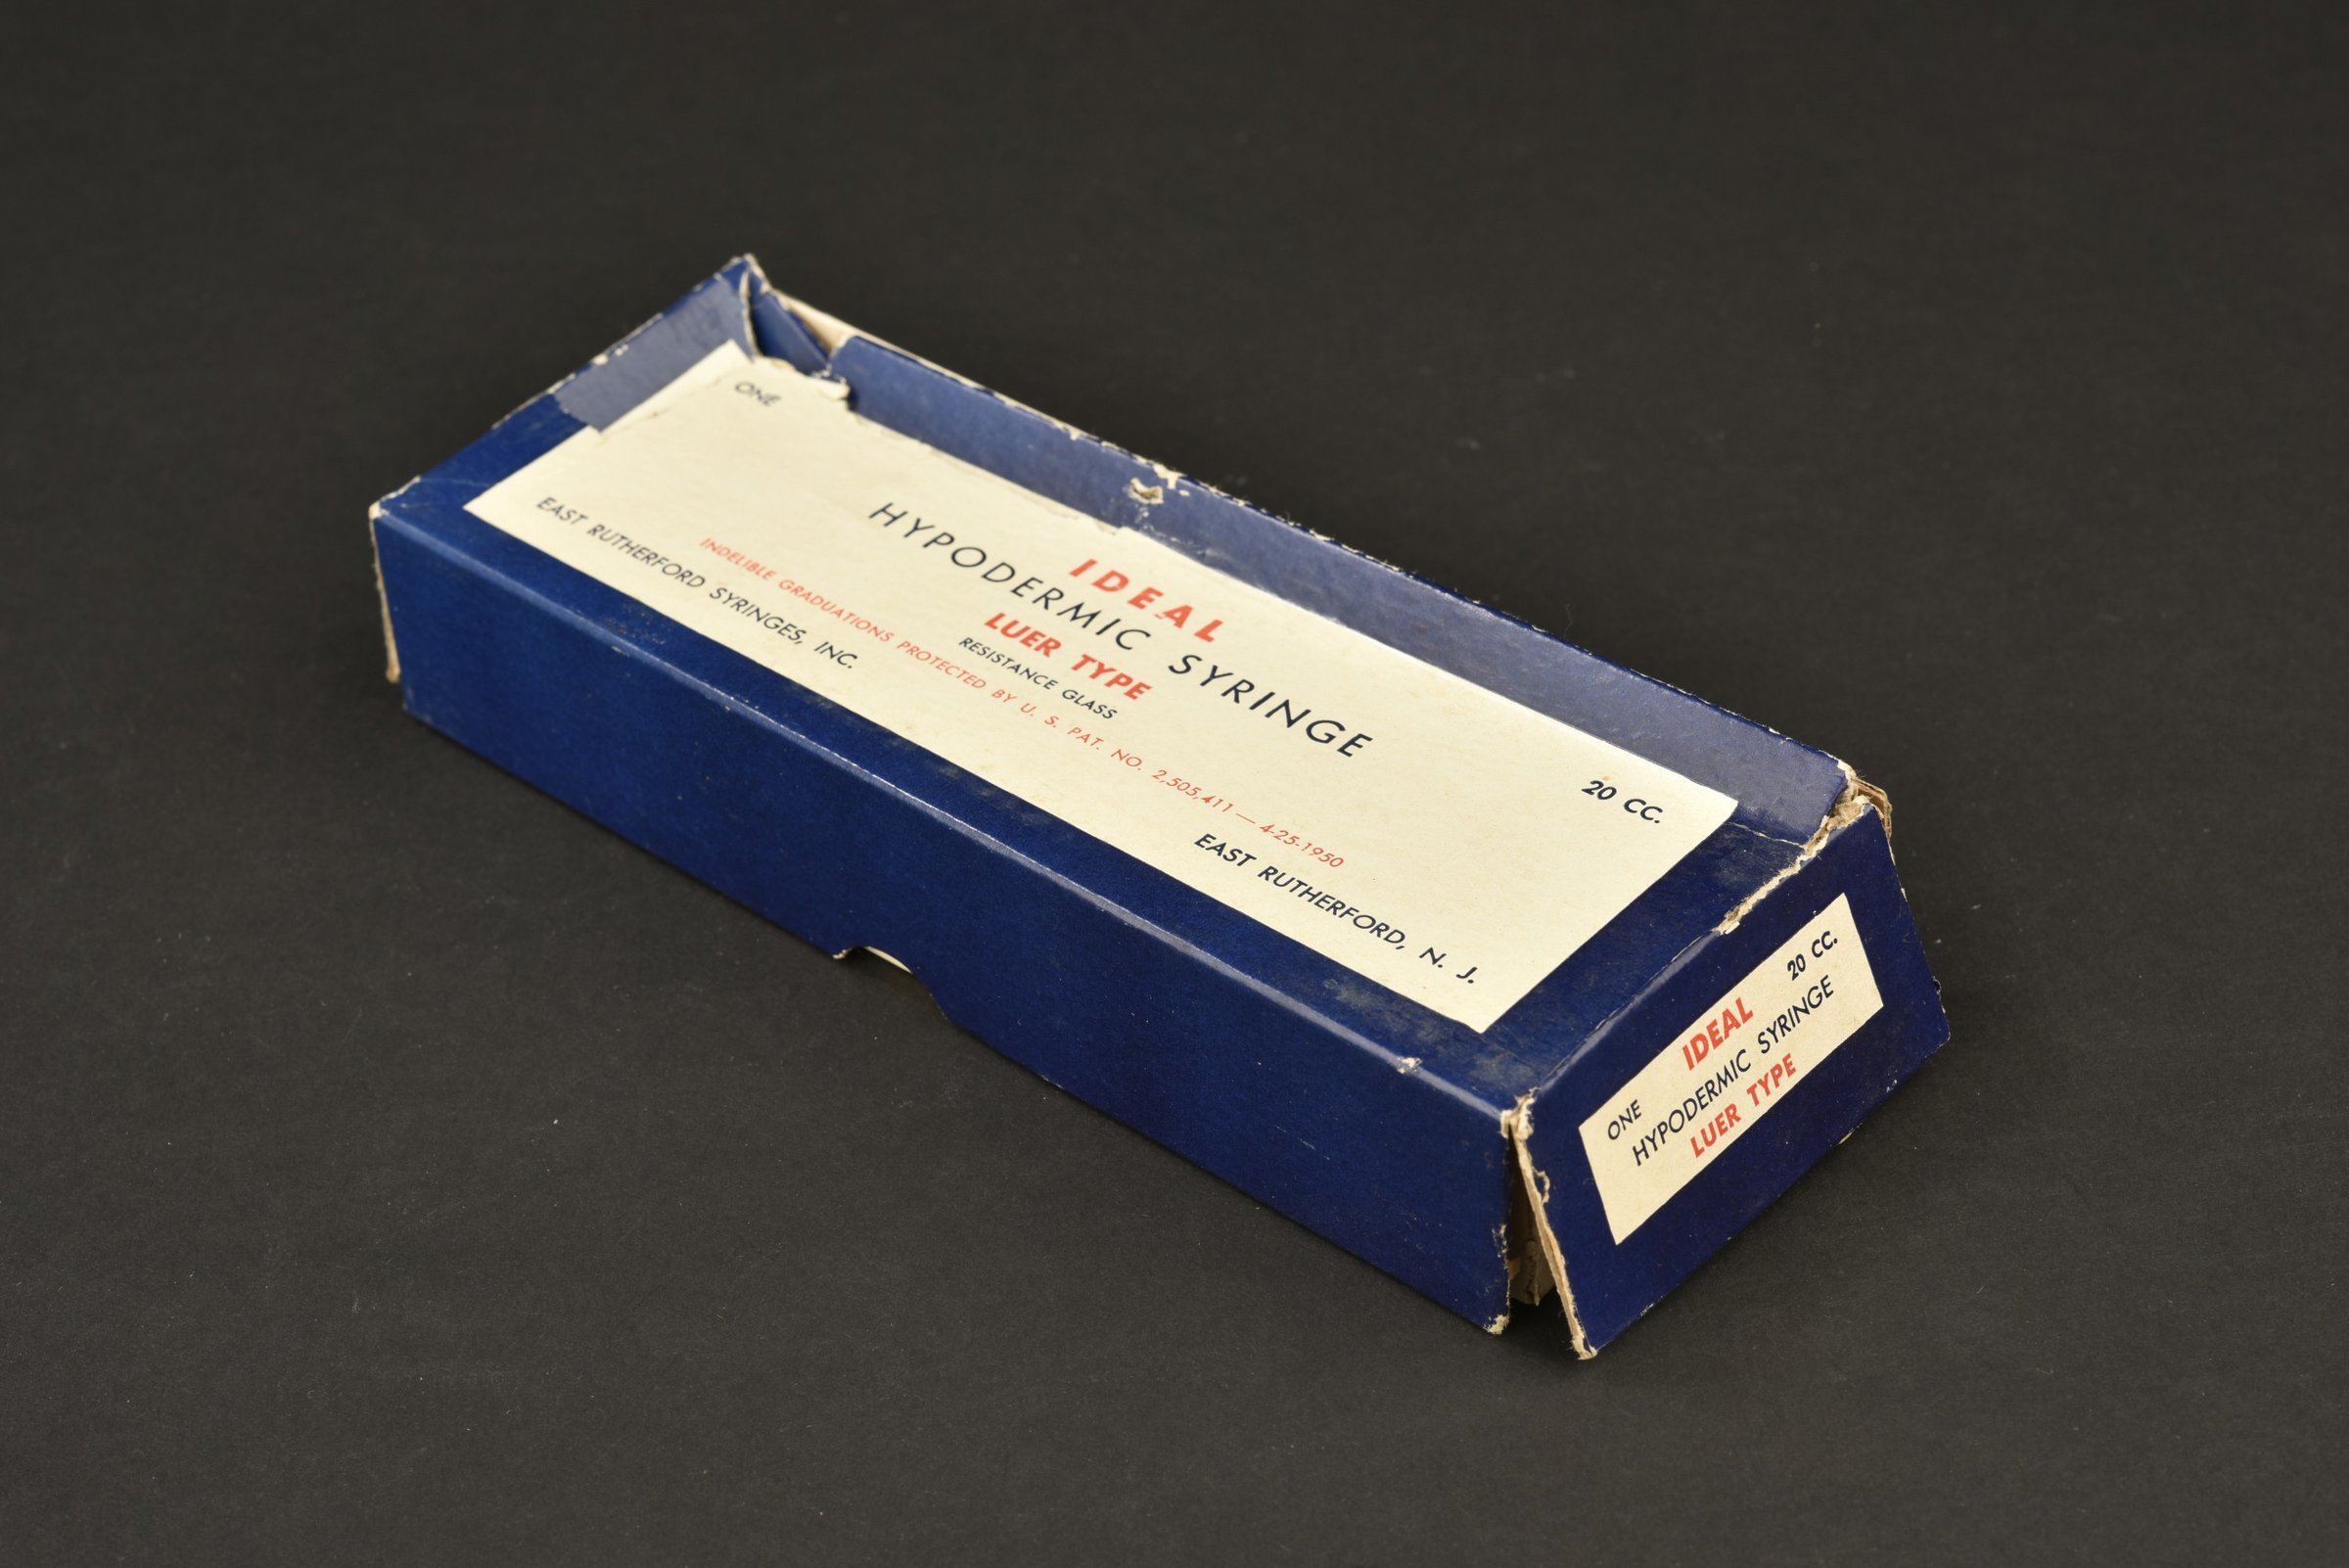 ONE
IDEAL
HYPODERMIC SYRINGE
LUER TYPE
RESISTANCE GLASS
20 CC.
INDELIBLE GRADUATIONS PROTECTED BY U. S. PAT. NO. 2,505,411 — 4-25-1950
EAST RUTHERFORD SYRINGES, INC.
EAST RUTHERFORD, N. J.
20 CC.
IDEAL
ONE
HYPODERMIC SYRINGE
LUER TYPE